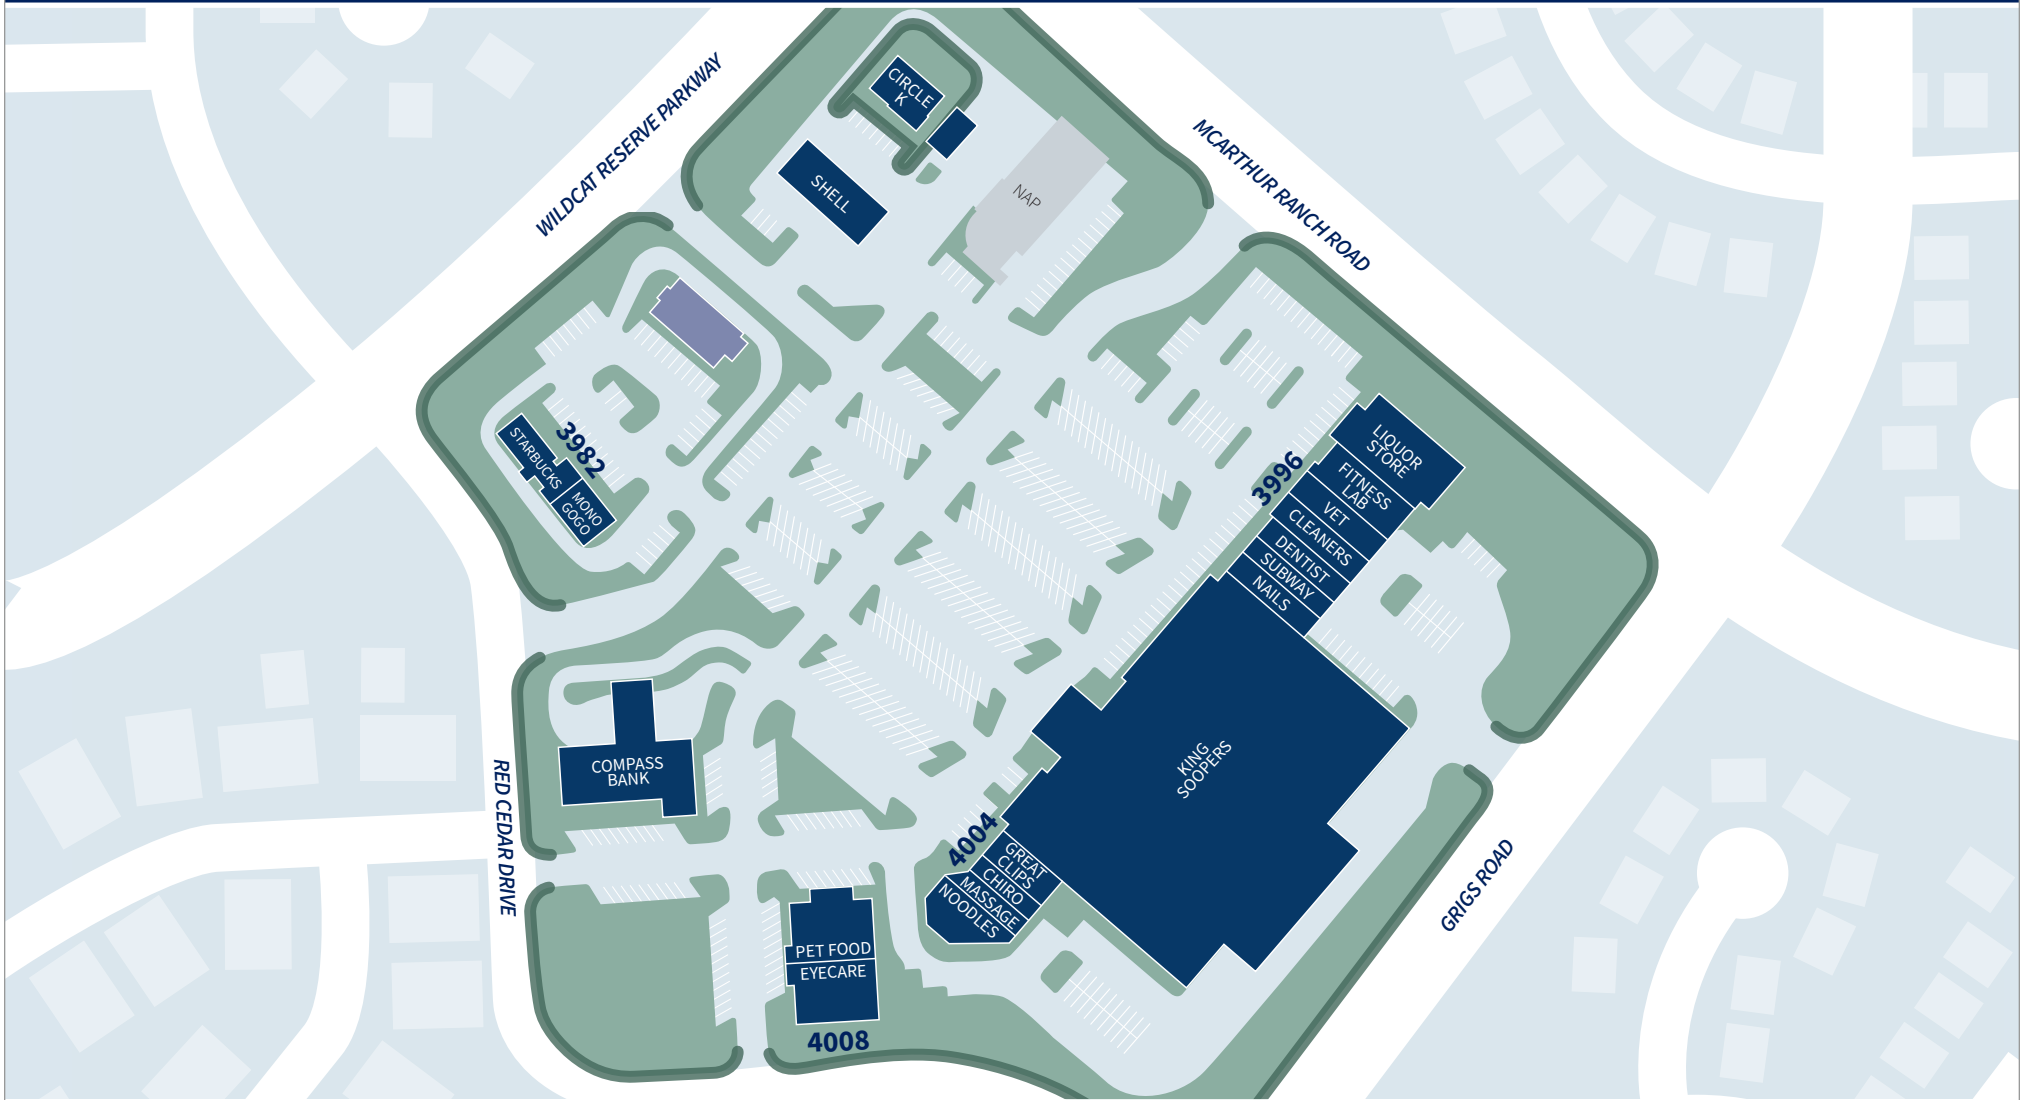 WILDCAT RESERVE PARKWAY
MCARTHUR RANCH ROAD
CIRCLE
K
SHELL
NAP
3982
STARBUCKS
MONO
GOGO
3996
LIQUOR
STORE
FITNESS
LAB
VET
CLEANERS
DENTIST
SUBWAY
NAILS
KING
SOOPERS
COMPASS
BANK
RED CEDAR DRIVE
4004
GREAT
CLIPS
CHIRO
MASSAGE
NOODLES
GRIGS ROAD
PET FOOD
EYECARE
4008